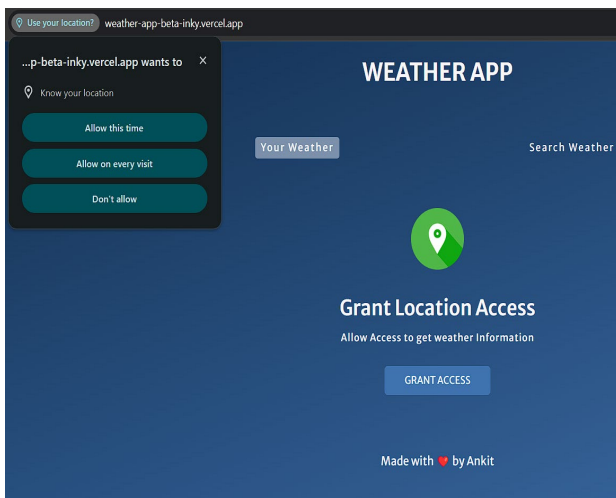 Use your location?
weather-app-beta-inky.vercel.app
...p-beta-inky.vercel.app wants to
Know your location
Allow this time
Allow on every visit
Don't allow
WEATHER APP
Your Weather
Search Weather
Grant Location Access
Allow Access to get weather Information
GRANT ACCESS
Made with ❤️ by Ankit